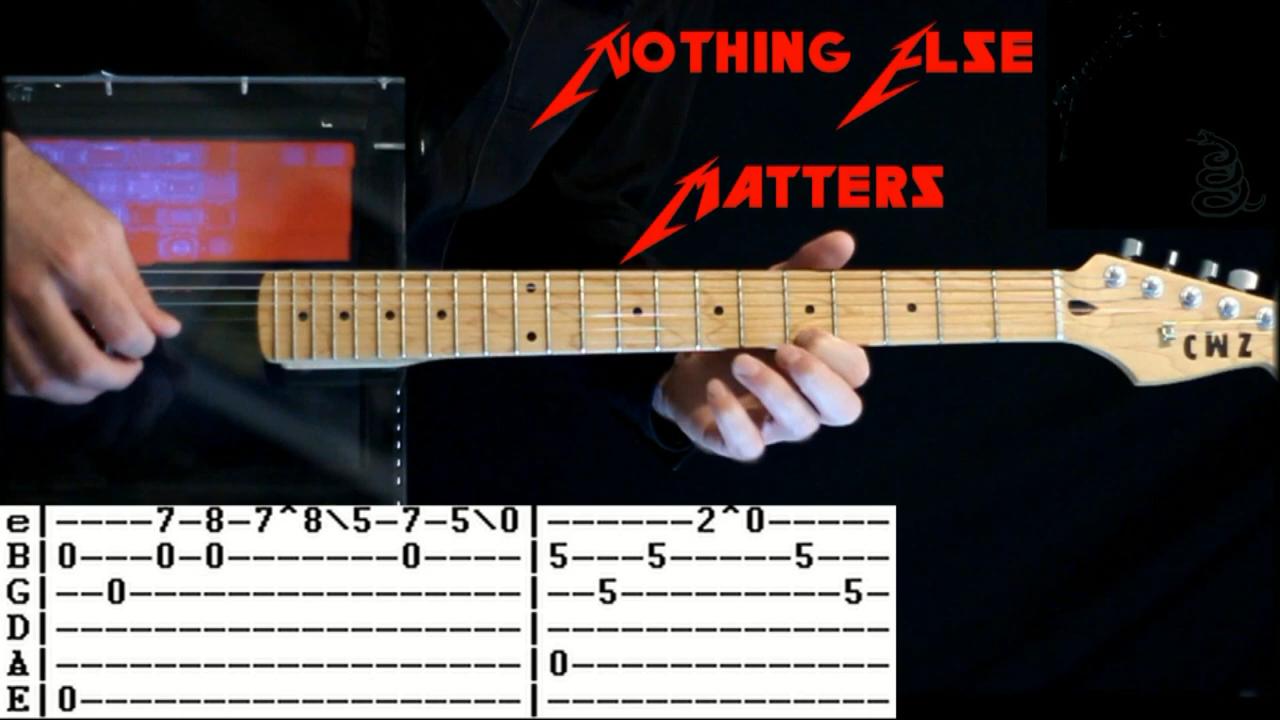 NOTHING ELSE
MATTERS
CWZ
e|----7-8-7^8\5-7-5\0|------2^0-----
B|0---0-0-------0----|5---5-----5---
G|--0----------------|--5---------5-
D|-------------------|--------------
A|-------------------|0-------------
E|0------------------|--------------